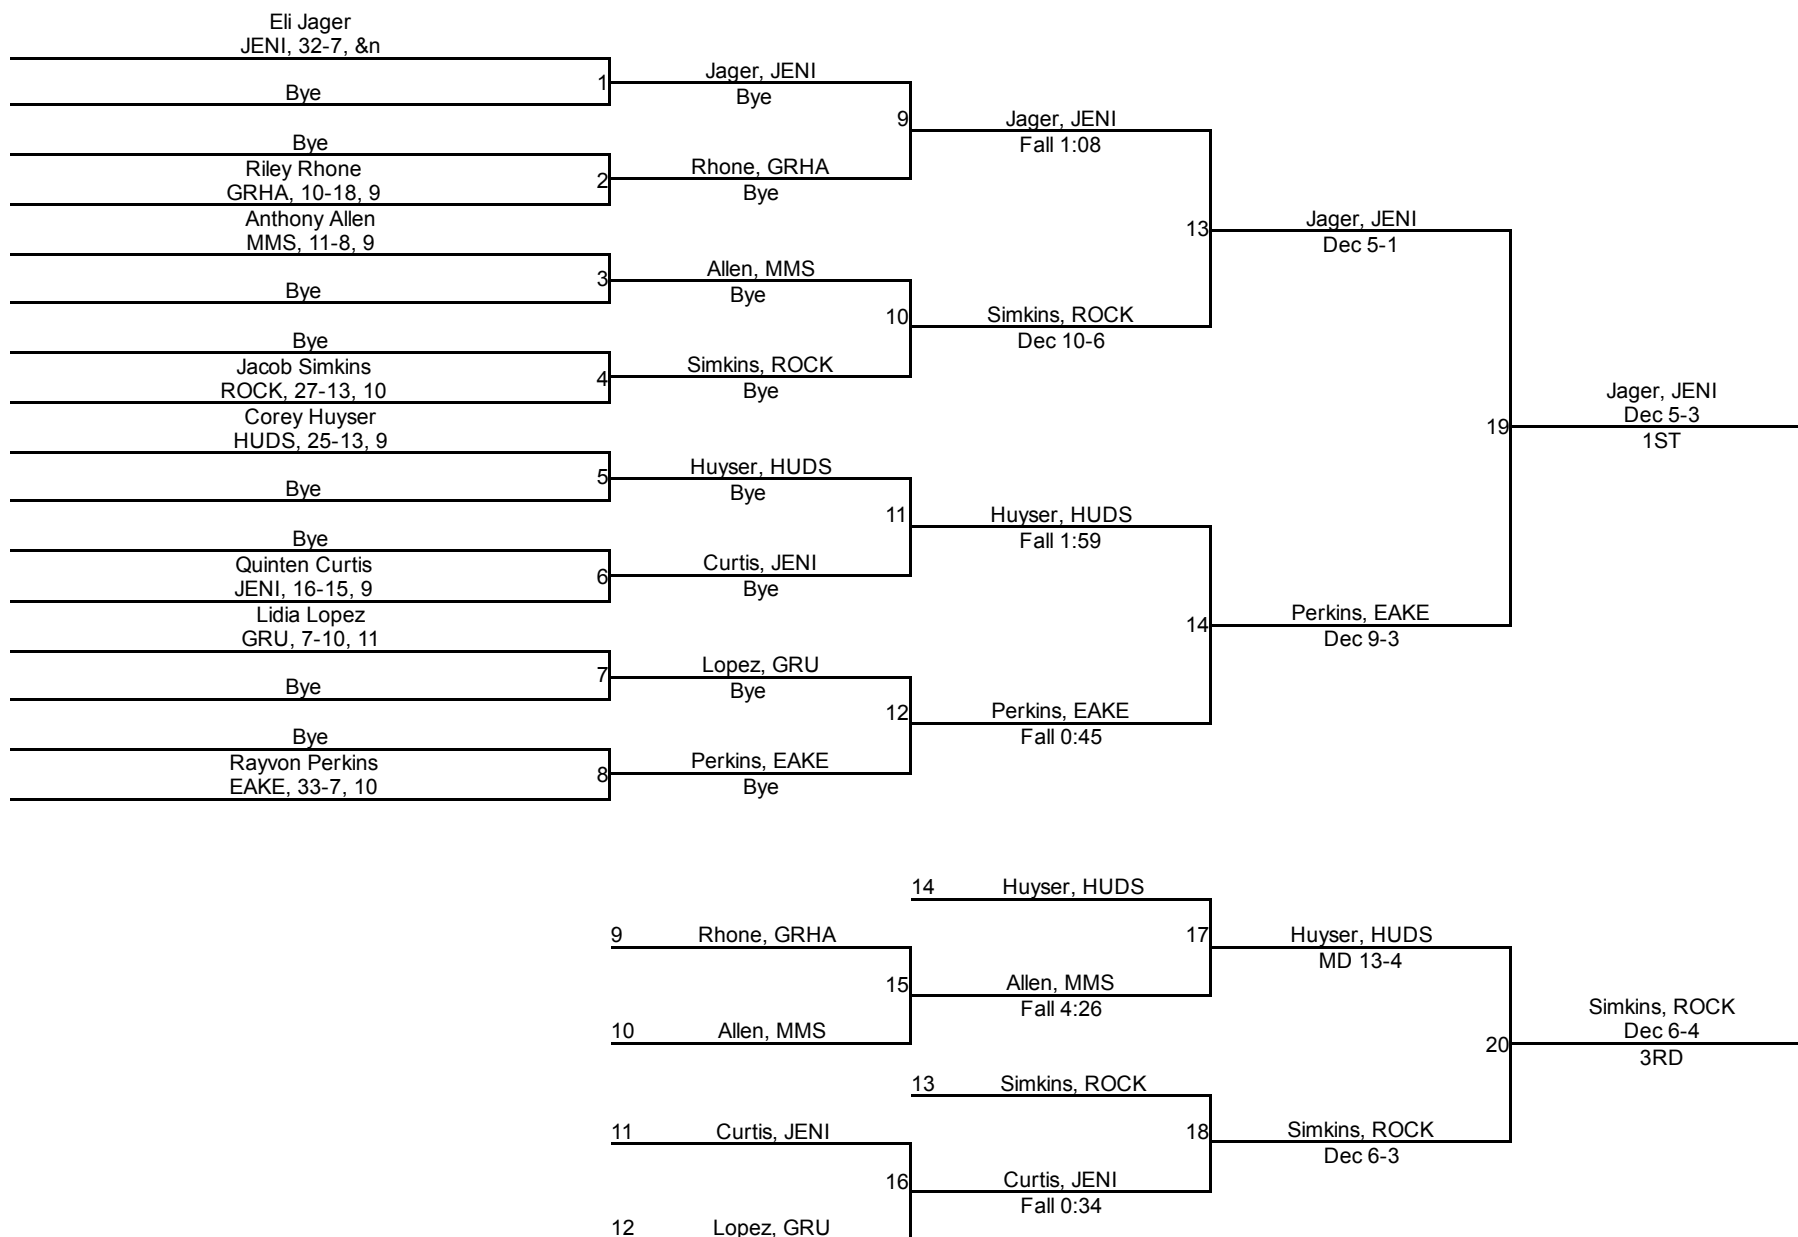 Eli Jager
JENI, 32-7, &n
Bye
1
Bye
Riley Rhone
GRHA, 10-18, 9
2
Anthony Allen
MMS, 11-8, 9
Bye
3
Bye
Jacob Simkins
ROCK, 27-13, 10
4
Corey Huyser
HUDS, 25-13, 9
Bye
5
Bye
Quinten Curtis
JENI, 16-15, 9
6
Lidia Lopez
GRU, 7-10, 11
Bye
7
Bye
Rayvon Perkins
EAKE, 33-7, 10
8
Jager, JENI
Bye
9
Rhone, GRHA
Bye
Allen, MMS
Bye
10
Simkins, ROCK
Bye
Huyser, HUDS
Bye
11
Curtis, JENI
Bye
Lopez, GRU
Bye
12
Perkins, EAKE
Bye
Jager, JENI
Fall 1:08
13
Simkins, ROCK
Dec 10-6
Huyser, HUDS
Fall 1:59
14
Perkins, EAKE
Fall 0:45
Jager, JENI
Dec 5-1
19
Perkins, EAKE
Dec 9-3
Jager, JENI
Dec 5-3
1ST
14 Huyser, HUDS
9 Rhone, GRHA
15
10 Allen, MMS
Allen, MMS
Fall 4:26
17
13 Simkins, ROCK
11 Curtis, JENI
16
12 Lopez, GRU
Curtis, JENI
Fall 0:34
18
Huyser, HUDS
MD 13-4
20
Simkins, ROCK
Dec 6-3
Simkins, ROCK
Dec 6-4
3RD